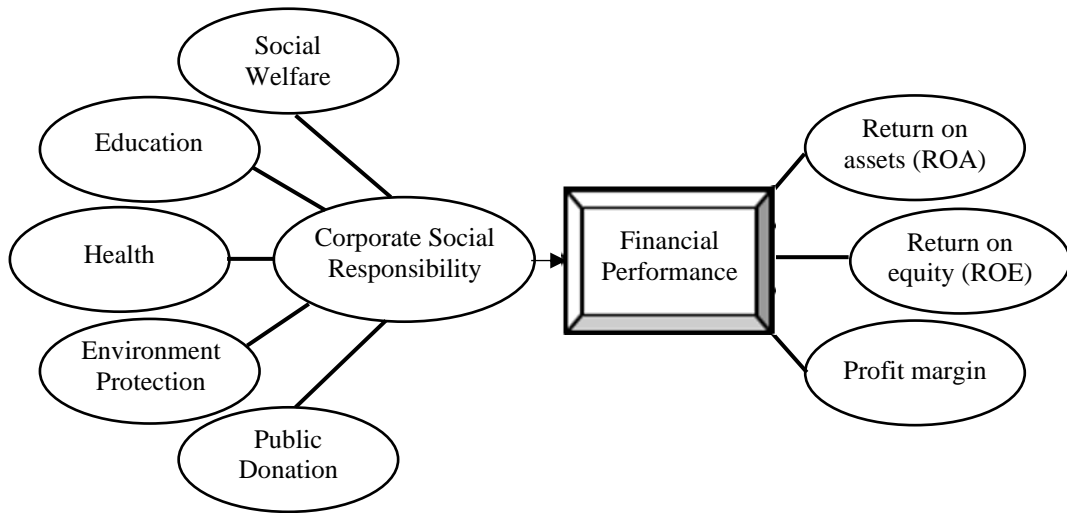 Social
Welfare
Education
Health
Environment
Protection
Public
Donation
Corporate Social
Responsibility
Financial
Performance
Return on
assets (ROA)
Return on
equity (ROE)
Profit margin